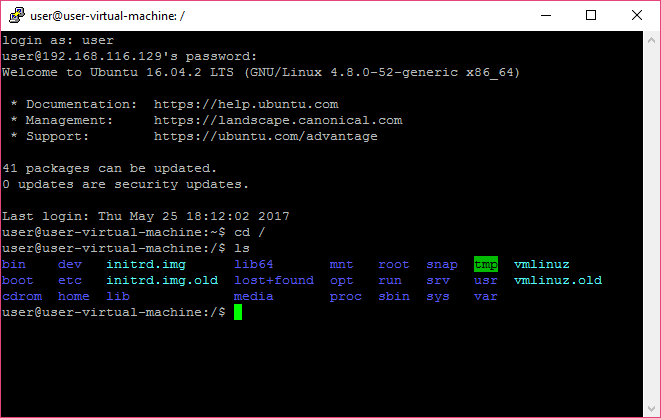 user@user-virtual-machine: /
login as: user
user@192.168.116.129's password:
Welcome to Ubuntu 16.04.2 LTS (GNU/Linux 4.8.0-52-generic x86_64)
* Documentation:  https://help.ubuntu.com
* Management:     https://landscape.canonical.com
* Support:        https://ubuntu.com/advantage
41 packages can be updated.
0 updates are security updates.
Last login: Thu May 25 18:12:02 2017
user@user-virtual-machine:~$ cd /
user@user-virtual-machine:/$ ls
bin    dev   initrd.img      lib64       mnt   root  snap  tmp  vmlinuz
boot   etc   initrd.img.old  lost+found  opt   run   srv   usr  vmlinuz.old
cdrom  home  lib             media       proc  sbin  sys   var
user@user-virtual-machine:/$